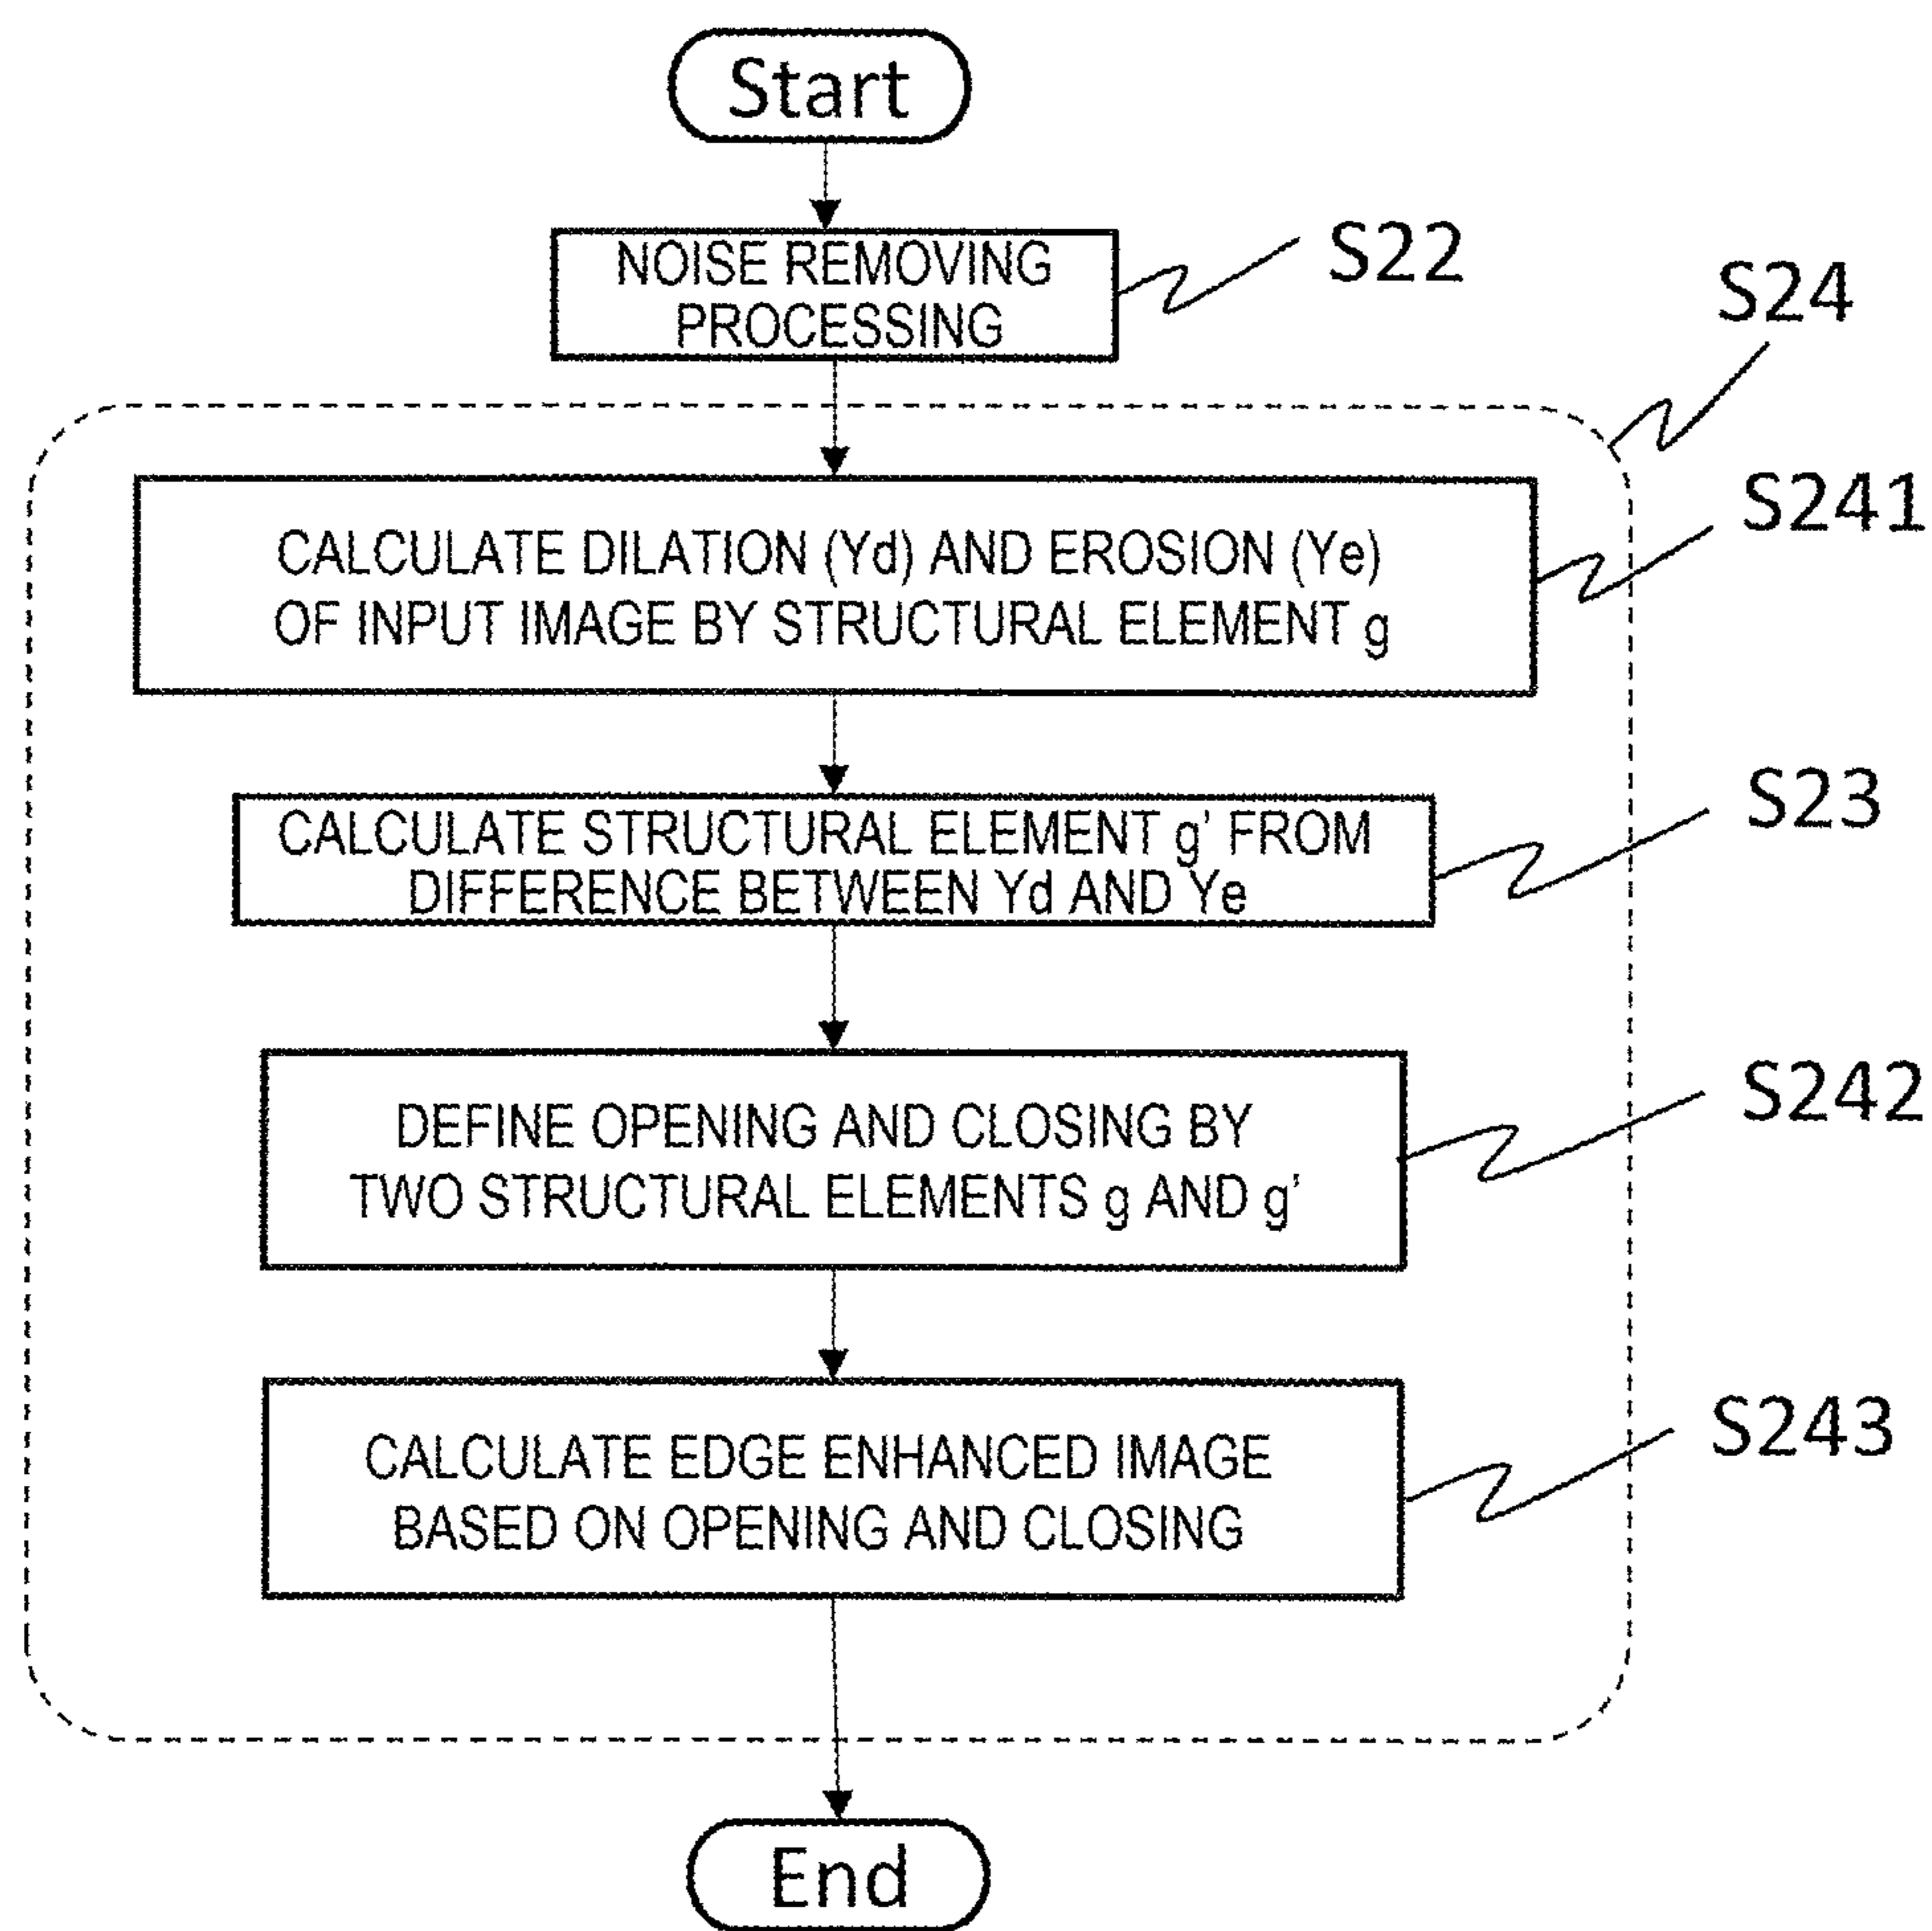 Start
NOISE REMOVING
PROCESSING
S22
S24
CALCULATE DILATION (Yd) AND EROSION (Ye)
OF INPUT IMAGE BY STRUCTURAL ELEMENT g
S241
CALCULATE STRUCTURAL ELEMENT g' FROM
DIFFERENCE BETWEEN Yd AND Ye
S23
DEFINE OPENING AND CLOSING BY
TWO STRUCTURAL ELEMENTS g AND g'
S242
CALCULATE EDGE ENHANCED IMAGE
BASED ON OPENING AND CLOSING
S243
End